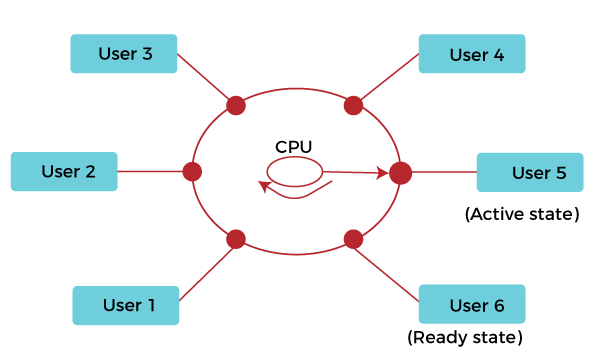 User 3
User 4
CPU
User 2
User 5
(Active state)
User 1
User 6
(Ready state)